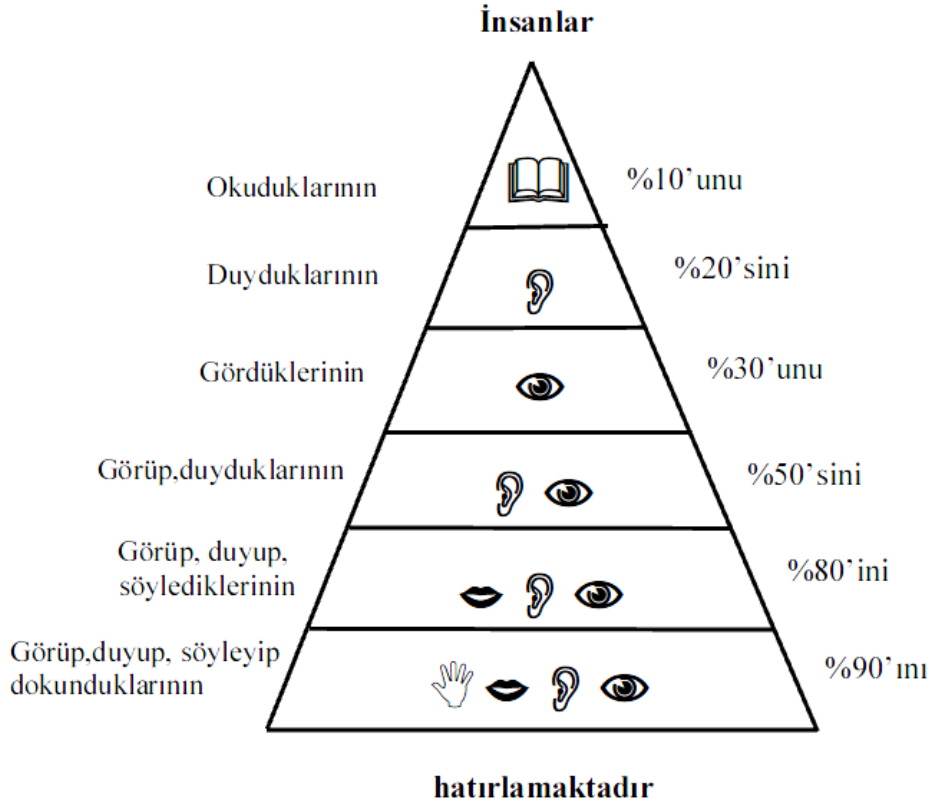 İnsanlar
Okuduklarının %10’unu
Duyduklarının %20’sini
Gördüklerinin %30’unu
Görüp,duyduklarının %50’sini
Görüp, duyup,
söylediklerinin %80’ini
Görüp,duyup, söyleyip
dokunduklarının %90’ını
hatırlamaktadır